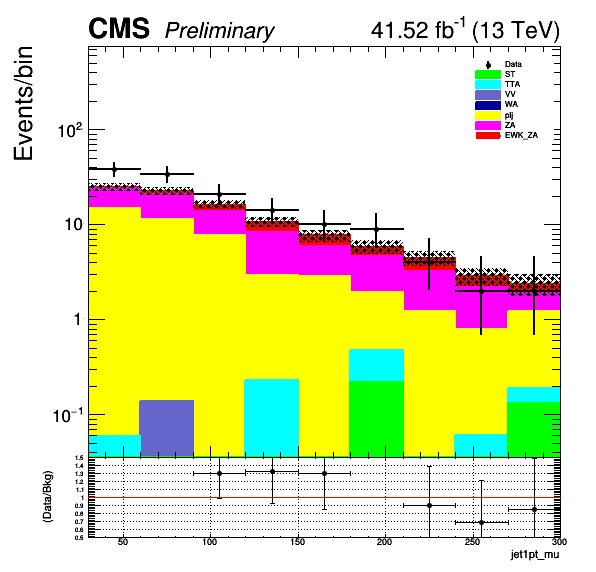 CMS Preliminary 41.52 fb-1 (13 TeV)
Events/bin
Data
ST
TTA
VV
WA
plj
ZA
EWK_ZA
10²
10
1
10⁻¹
(Data/Bkg)
1.5
1.4
1.3
1.2
1.1
1
0.9
0.8
0.7
0.6
0.5
50 100 150 200 250 300
jet1pt_mu